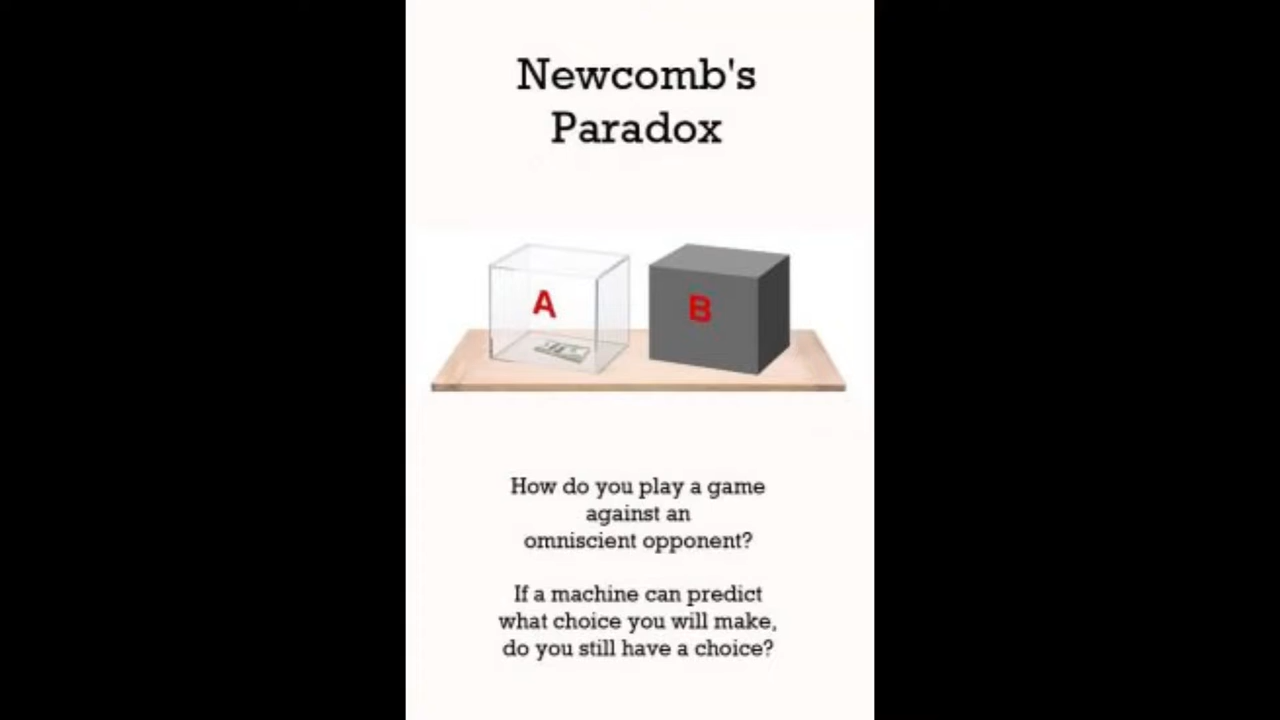 Newcomb's
Paradox
A
B
How do you play a game
against an
omniscient opponent?
If a machine can predict
what choice you will make,
do you still have a choice?